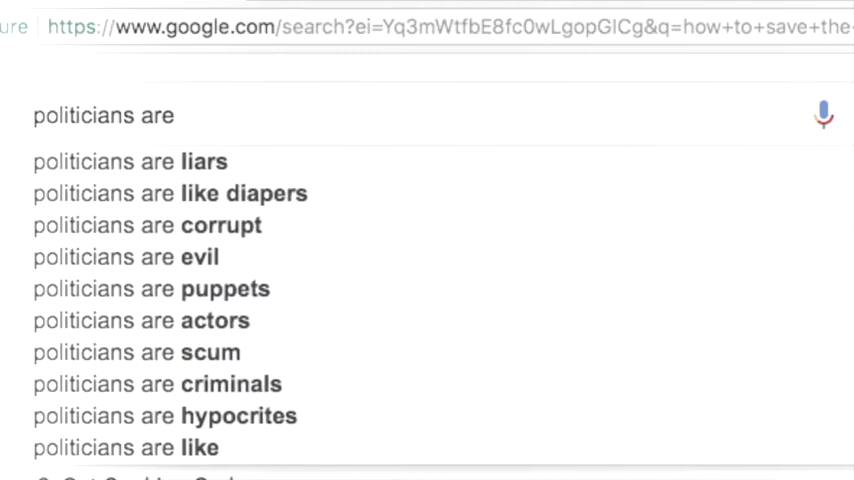 ure https://www.google.com/search?ei=Yq3mWtfbE8fc0wLgopGICg&q=how+to+save+the
politicians are
politicians are liars
politicians are like diapers
politicians are corrupt
politicians are evil
politicians are puppets
politicians are actors
politicians are scum
politicians are criminals
politicians are hypocrites
politicians are like